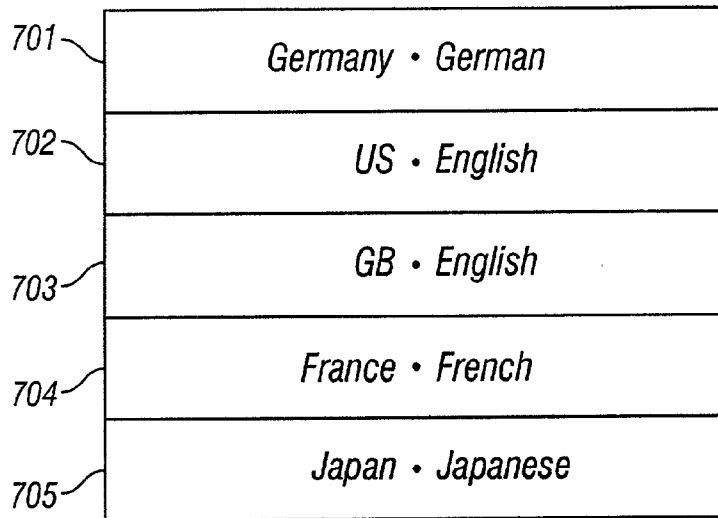 701 Germany • German
702 US • English
703 GB • English
704 France • French
705 Japan • Japanese